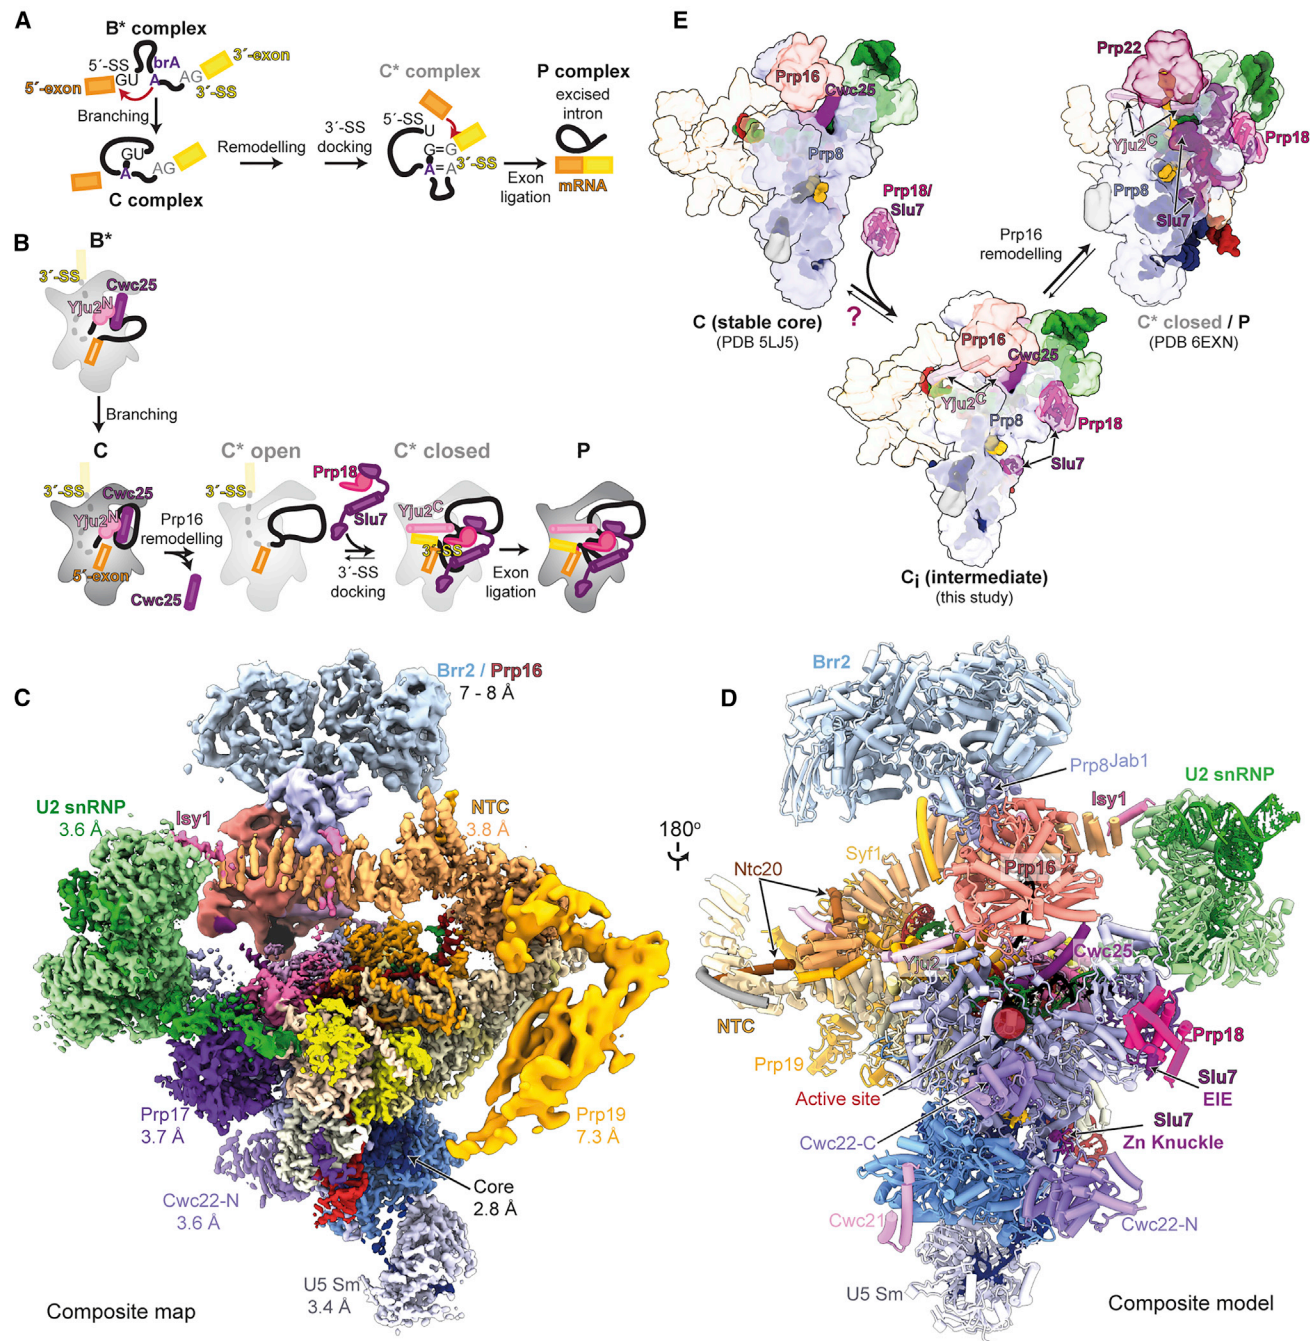 A
B* complex
5´-SS
brA
3´-exon
GU
A
AG
3´-SS
5´-exon
Branching
GU
A
AG
C complex
Remodelling
3´-SS
docking
C* complex
5´-SS
U
G=G
A=A
3´-SS
Exon
ligation
P complex
excised
intron
mRNA
B
B*
3´-SS
Cwc25
Yju2N
Branching
C
3´-SS
Cwc25
Yju2N
5´-exon
Prp16
remodelling
Cwc25
C* open
3´-SS
Prp18
Slu7
3´-SS
docking
C* closed
Yju2C
3´-SS
Exon
ligation
P
E
Prp16
Cwc25
Prp8
C (stable core)
(PDB 5LJ5)
Prp18/
Slu7
?
Prp16
Cwc25
Yju2C
Prp8
Prp18
Slu7
Ci (intermediate)
(this study)
Prp16
remodelling
Prp22
Yju2C
Prp18
Prp8
Slu7
C* closed / P
(PDB 6EXN)
C
Brr2 / Prp16
7 - 8 Å
U2 snRNP
3.6 Å
Isy1
NTC
3.8 Å
Prp17
3.7 Å
Prp19
7.3 Å
Cwc22-N
3.6 Å
Core
2.8 Å
U5 Sm
3.4 Å
Composite map
180o
D
Brr2
Prp8Jab1
U2 snRNP
Isy1
Syf1
Prp16
Ntc20
Yju2
Cwc25
NTC
Prp19
Prp18
Slu7
EIE
Active site
Cwc22-C
Slu7
Zn Knuckle
Cwc21
Cwc22-N
U5 Sm
Composite model